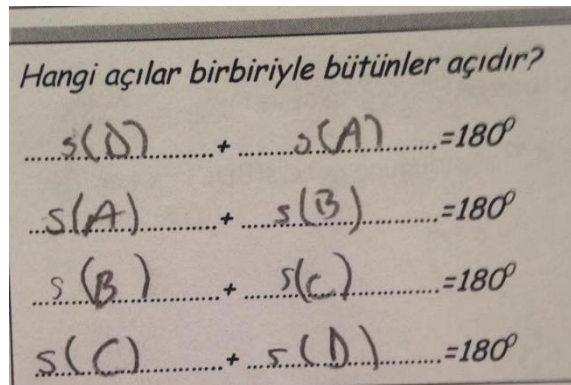 Hangi açılar birbiriyle bütünler açıdır?
s(D) + s(A) =180°
s(A) + s(B) =180°
s(B) + s(c) =180°
s(C) + s(D) =180°